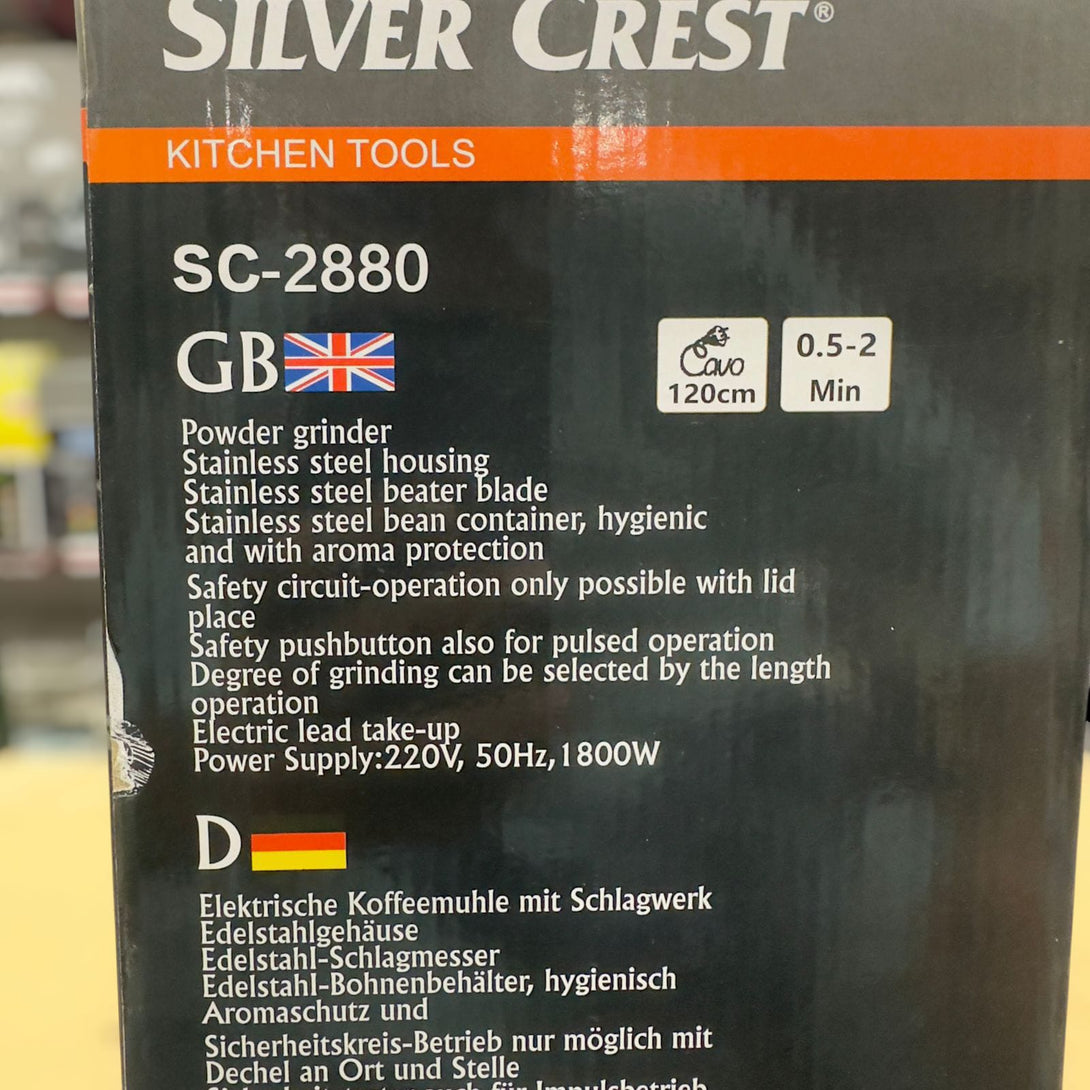 SILVER CREST®
KITCHEN TOOLS
SC-2880
GB
Cavo
120cm
0.5-2
Min
Powder grinder
Stainless steel housing
Stainless steel beater blade
Stainless steel bean container, hygienic
and with aroma protection
Safety circuit-operation only possible with lid
place
Safety pushbutton also for pulsed operation
Degree of grinding can be selected by the length
operation
Electric lead take-up
Power Supply:220V, 50Hz,1800W
D
Elektrische Koffeemuhle mit Schlagwerk
Edelstahlgehäuse
Edelstahl-Schlagmesser
Edelstahl-Bohnenbehälter, hygienisch
Aromaschutz und
Sicherheitskreis-Betrieb nur möglich mit
Dechel an Ort und Stelle
auch für Impulsbetrieb